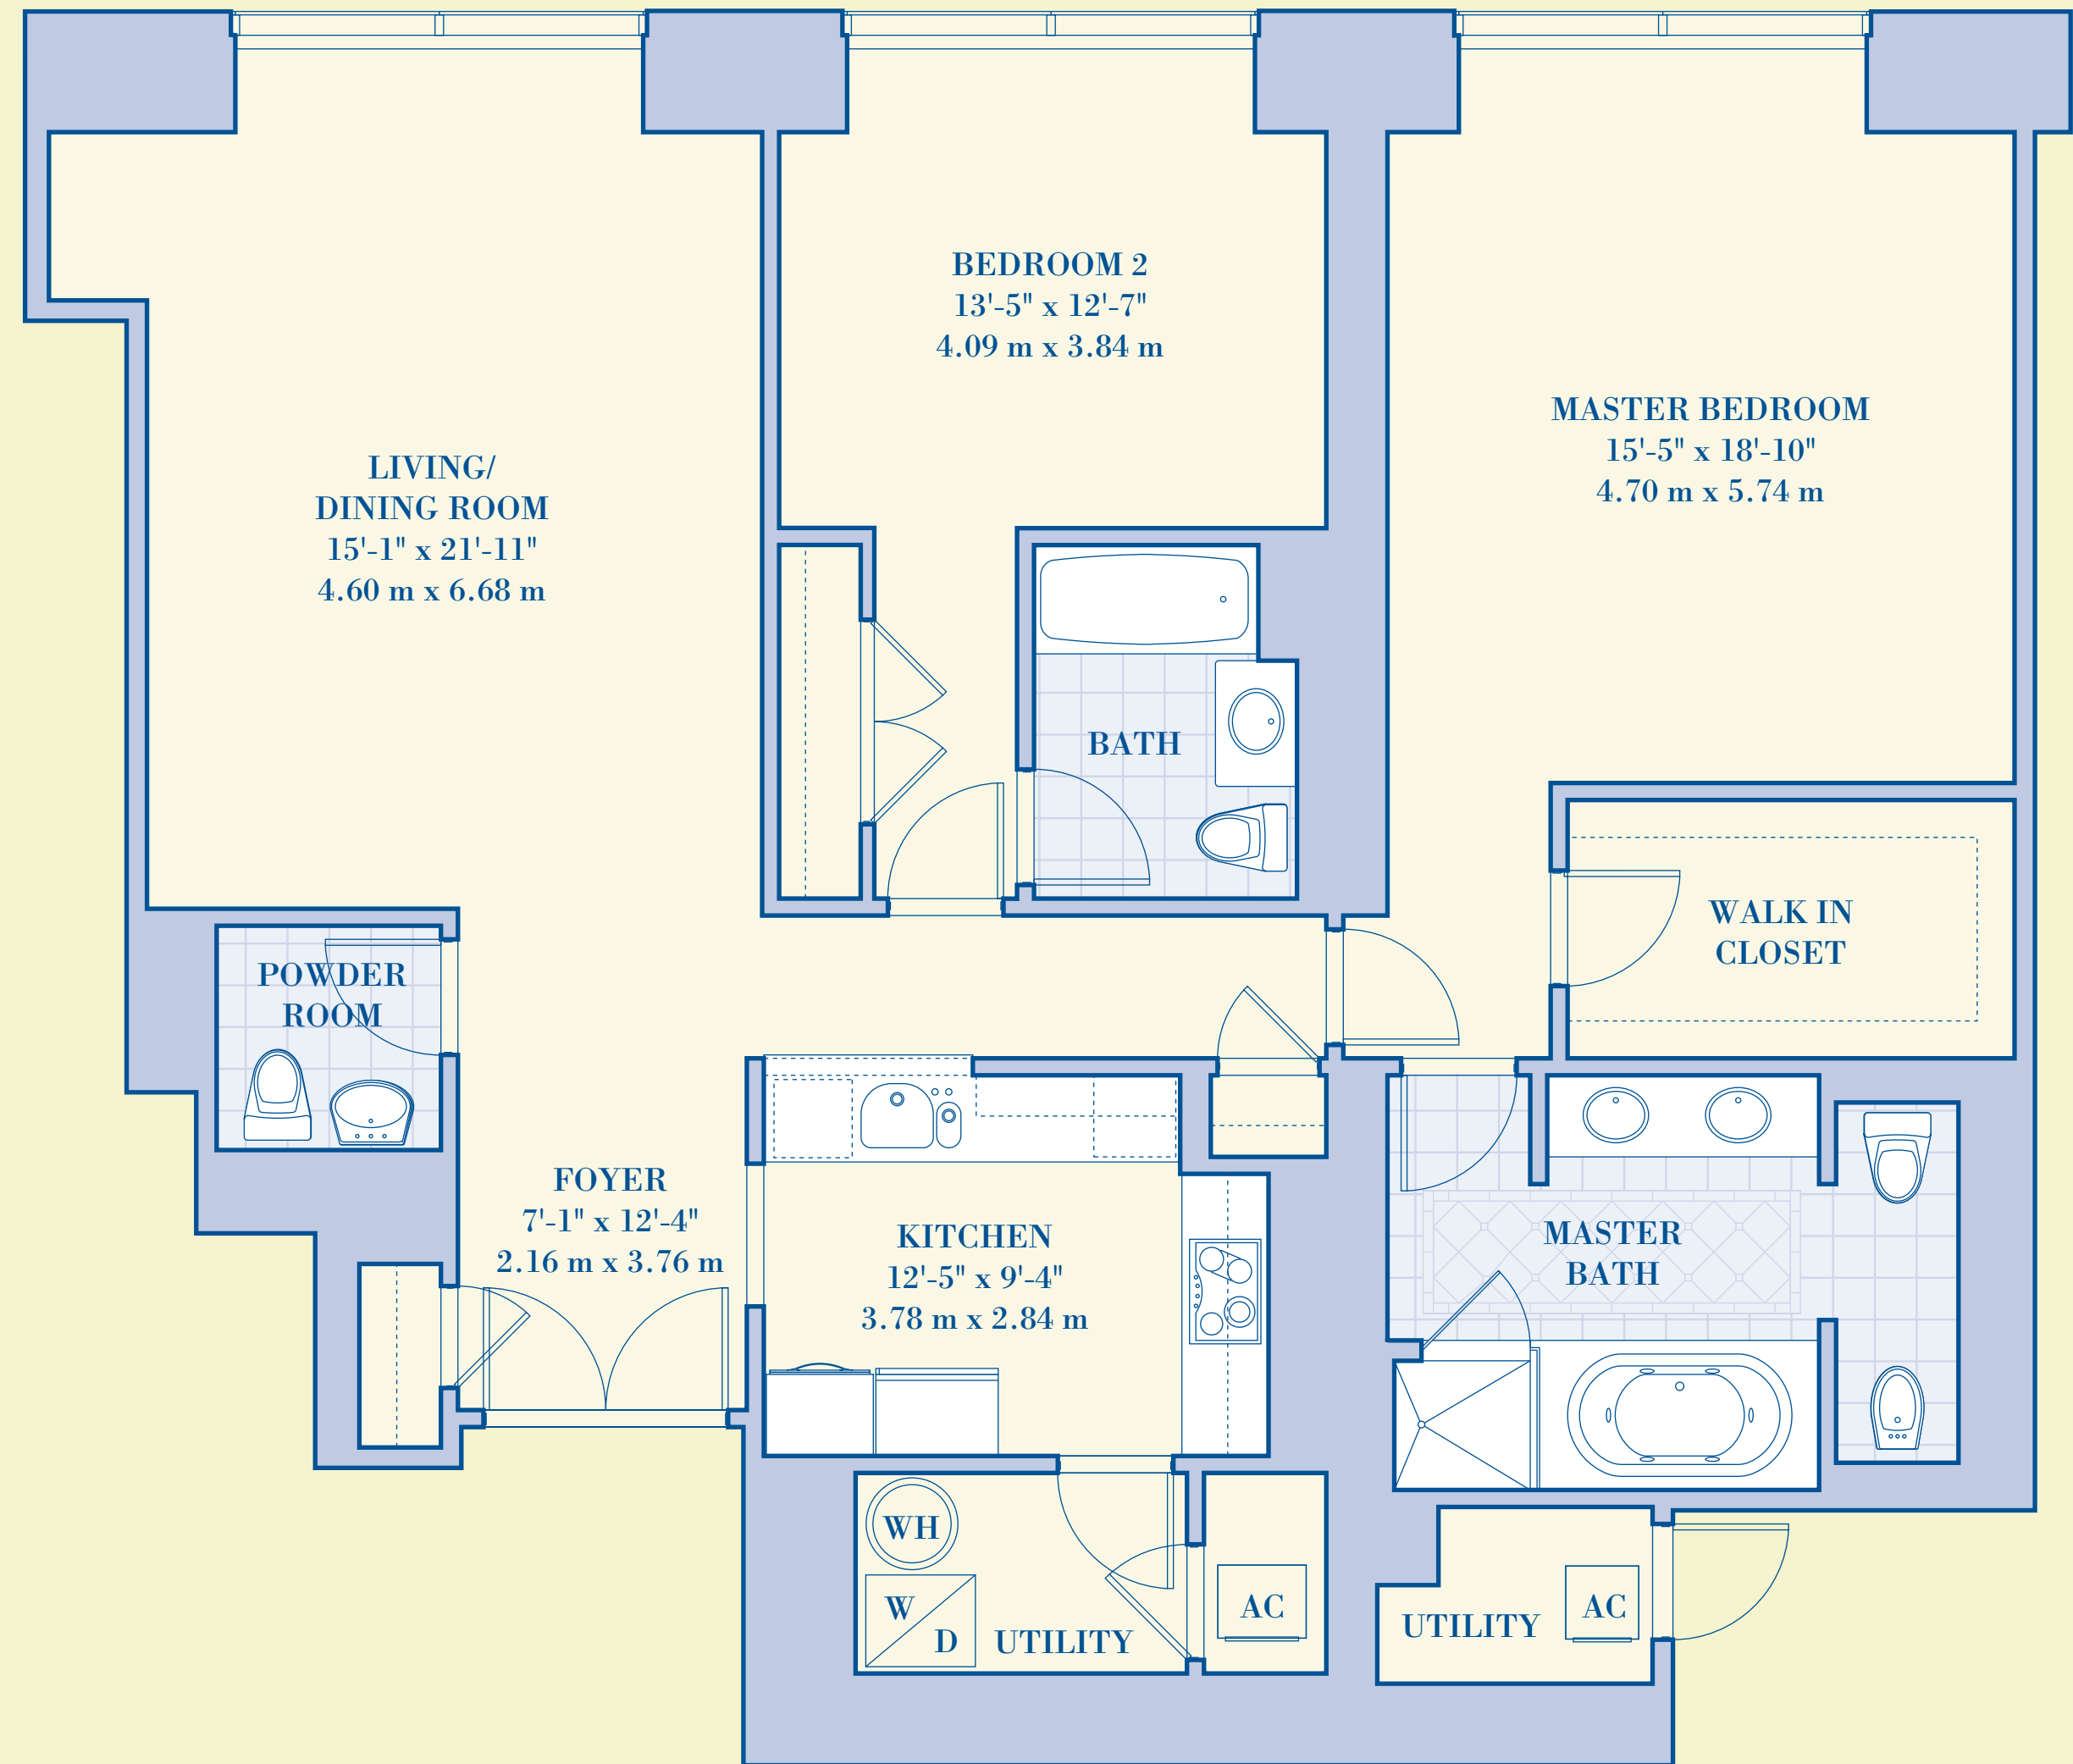 BEDROOM 2
13'-5" x 12'-7"
4.09 m x 3.84 m
MASTER BEDROOM
15'-5" x 18'-10"
4.70 m x 5.74 m
LIVING/
DINING ROOM
15'-1" x 21'-11"
4.60 m x 6.68 m
BATH
WALK IN
CLOSET
POWDER
ROOM
FOYER
7'-1" x 12'-4"
2.16 m x 3.76 m
KITCHEN
12'-5" x 9'-4"
3.78 m x 2.84 m
MASTER
BATH
WH
W
D
UTILITY
AC
UTILITY
AC